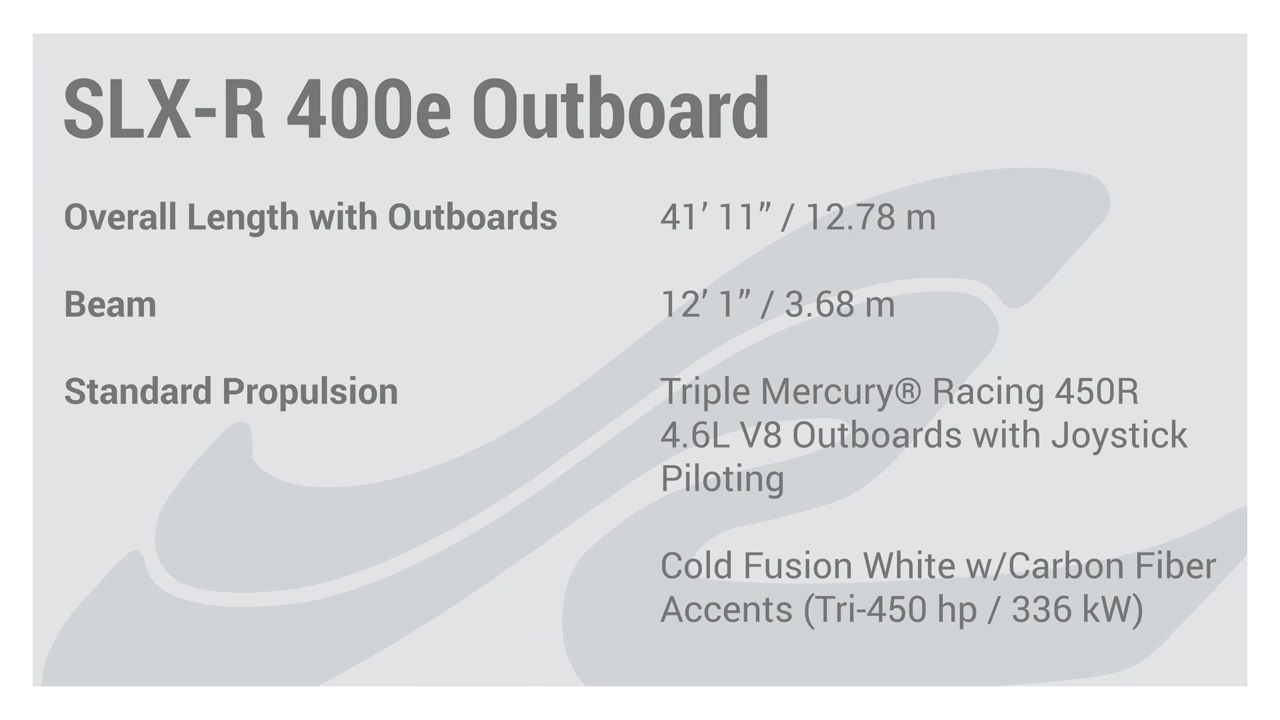 SLX-R 400e Outboard
Overall Length with Outboards 41’ 11” / 12.78 m
Beam 12’ 1” / 3.68 m
Standard Propulsion Triple Mercury® Racing 450R
4.6L V8 Outboards with Joystick
Piloting
Cold Fusion White w/Carbon Fiber
Accents (Tri-450 hp / 336 kW)